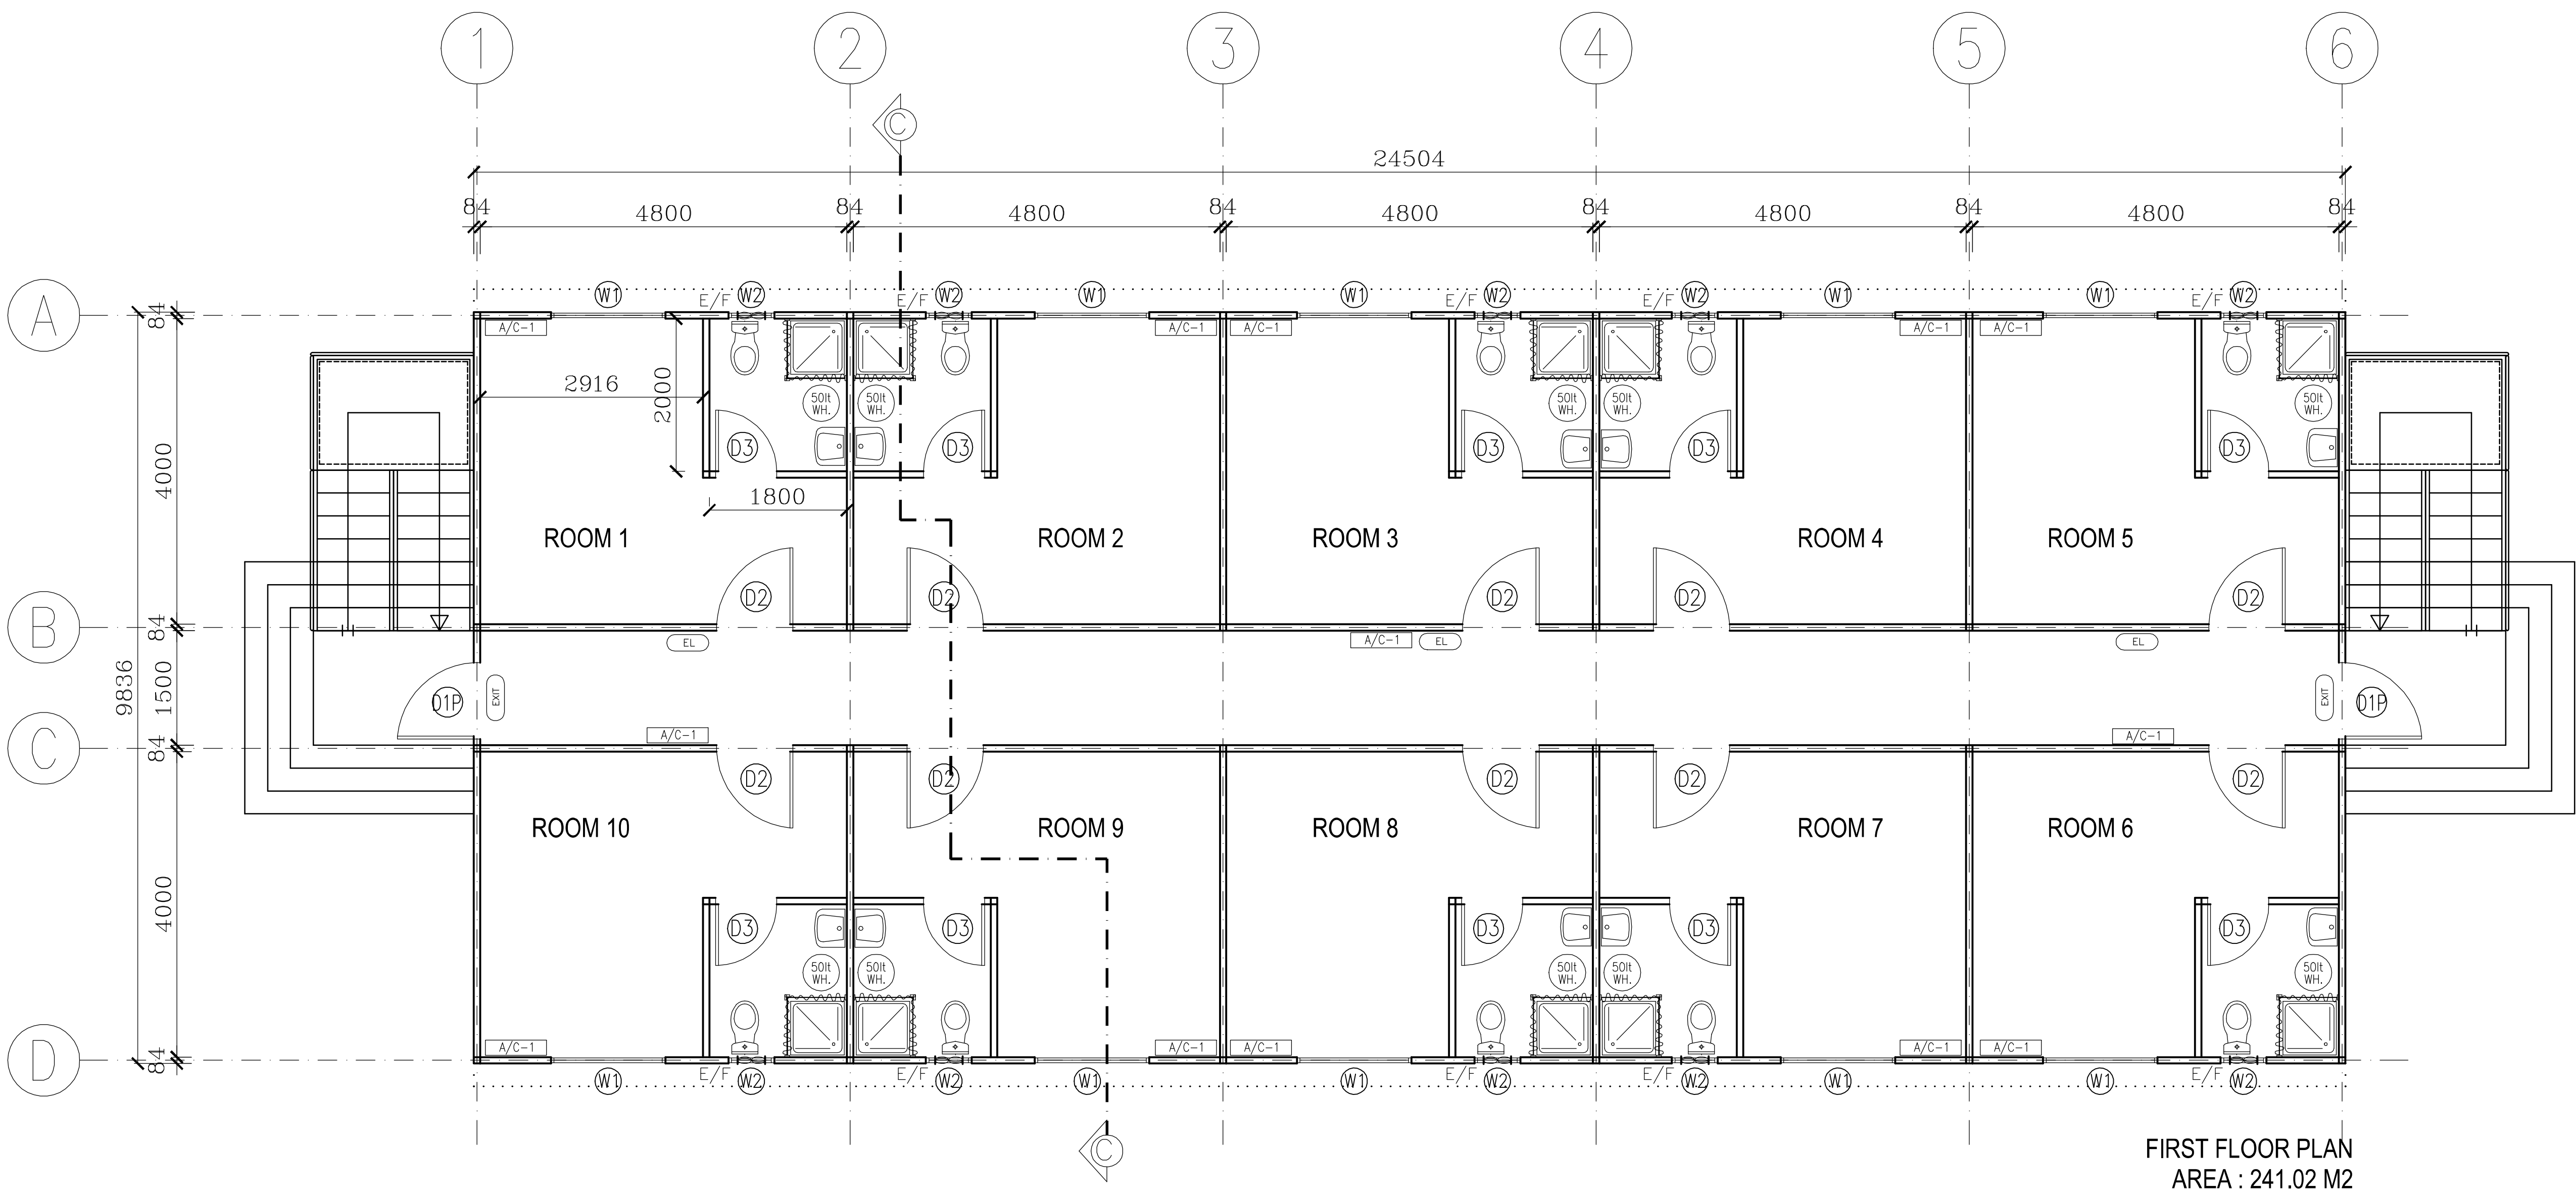 1 2 3 4 5 6
C
24504
84 4800 84 4800 84 4800 84 4800 84 4800 84
W1 E/F W2 E/F W2 W1 W1 E/F W2 E/F W2 W1 W1 E/F W2
A 84
A/C-1 A/C-1 A/C-1 A/C-1 A/C-1
2916 2000
50lt 50lt 50lt 50lt 50lt
WH. WH. WH. WH. WH.
D3 D3 D3 D3 D3
4000
1800
ROOM 1 ROOM 2 ROOM 3 ROOM 4 ROOM 5
D2 D2 D2 D2 D2
B 84
EL A/C-1 EL EL
9836 1500
D1P EXIT EXIT D1P
A/C-1 A/C-1
C 84
D2 D2 D2 D2 D2
ROOM 10 ROOM 9 ROOM 8 ROOM 7 ROOM 6
4000
D3 D3 D3 D3 D3
50lt 50lt 50lt 50lt 50lt
WH. WH. WH. WH. WH.
A/C-1 A/C-1 A/C-1 A/C-1 A/C-1
D 84
W1 E/F W2 E/F W2 W1 W1 E/F W2 E/F W2 W1 W1 E/F W2
C
FIRST FLOOR PLAN
AREA : 241.02 M2